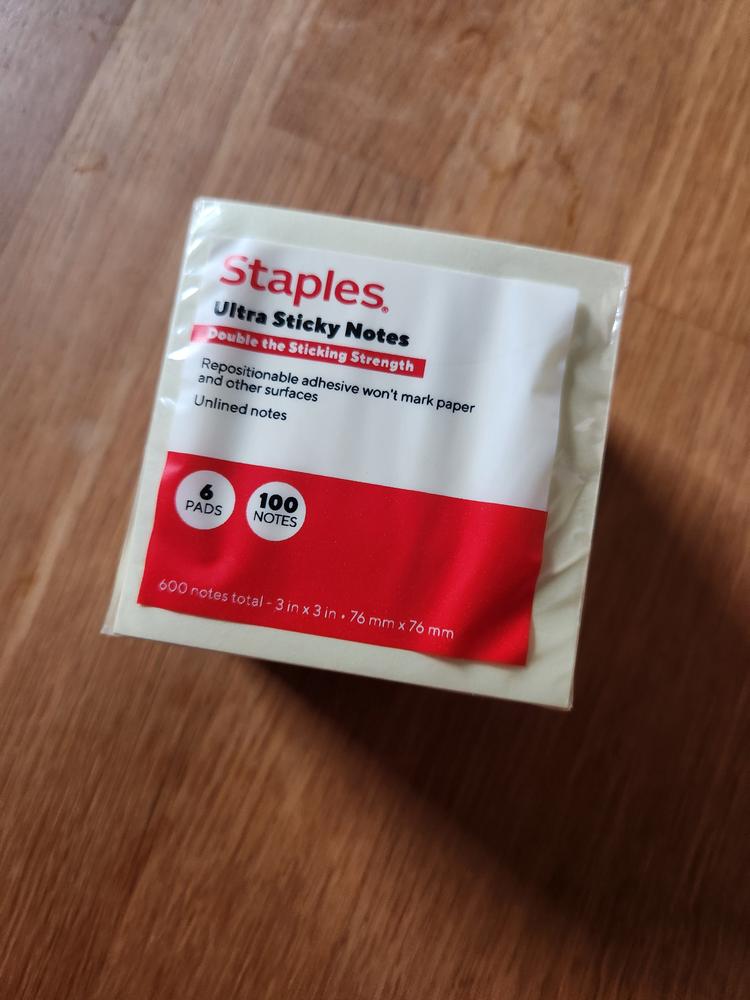 Staples®
Ultra Sticky Notes
Double the Sticking Strength
Repositionable adhesive won't mark paper
and other surfaces
Unlined notes
6
PADS
100
NOTES
600 notes total - 3 in x 3 in • 76 mm x 76 mm